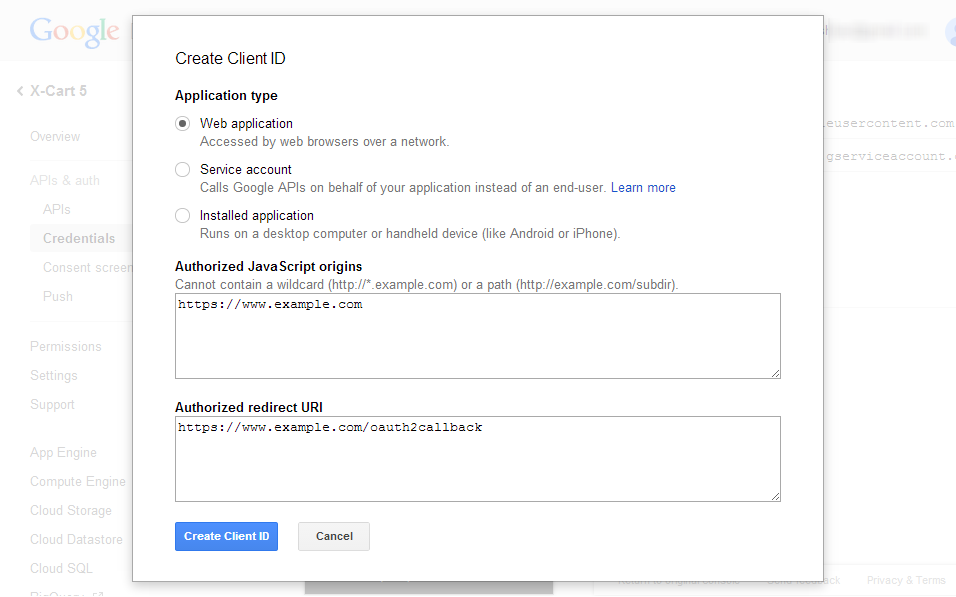 Google
X-Cart 5
Overview
APIs & auth
APIs
Credentials
Consent screen
Push
Permissions
Settings
Support
App Engine
Compute Engine
Cloud Storage
Cloud Datastore
Cloud SQL
BigQuery
Create Client ID
Application type
Web application
Accessed by web browsers over a network.
Service account
Calls Google APIs on behalf of your application instead of an end-user. Learn more
Installed application
Runs on a desktop computer or handheld device (like Android or iPhone).
Authorized JavaScript origins
Cannot contain a wildcard (http://*.example.com) or a path (http://example.com/subdir).
https://www.example.com
Authorized redirect URI
https://www.example.com/oauth2callback
Create Client ID
Cancel
eusercontent.com
gserviceaccount.
Privacy & Terms